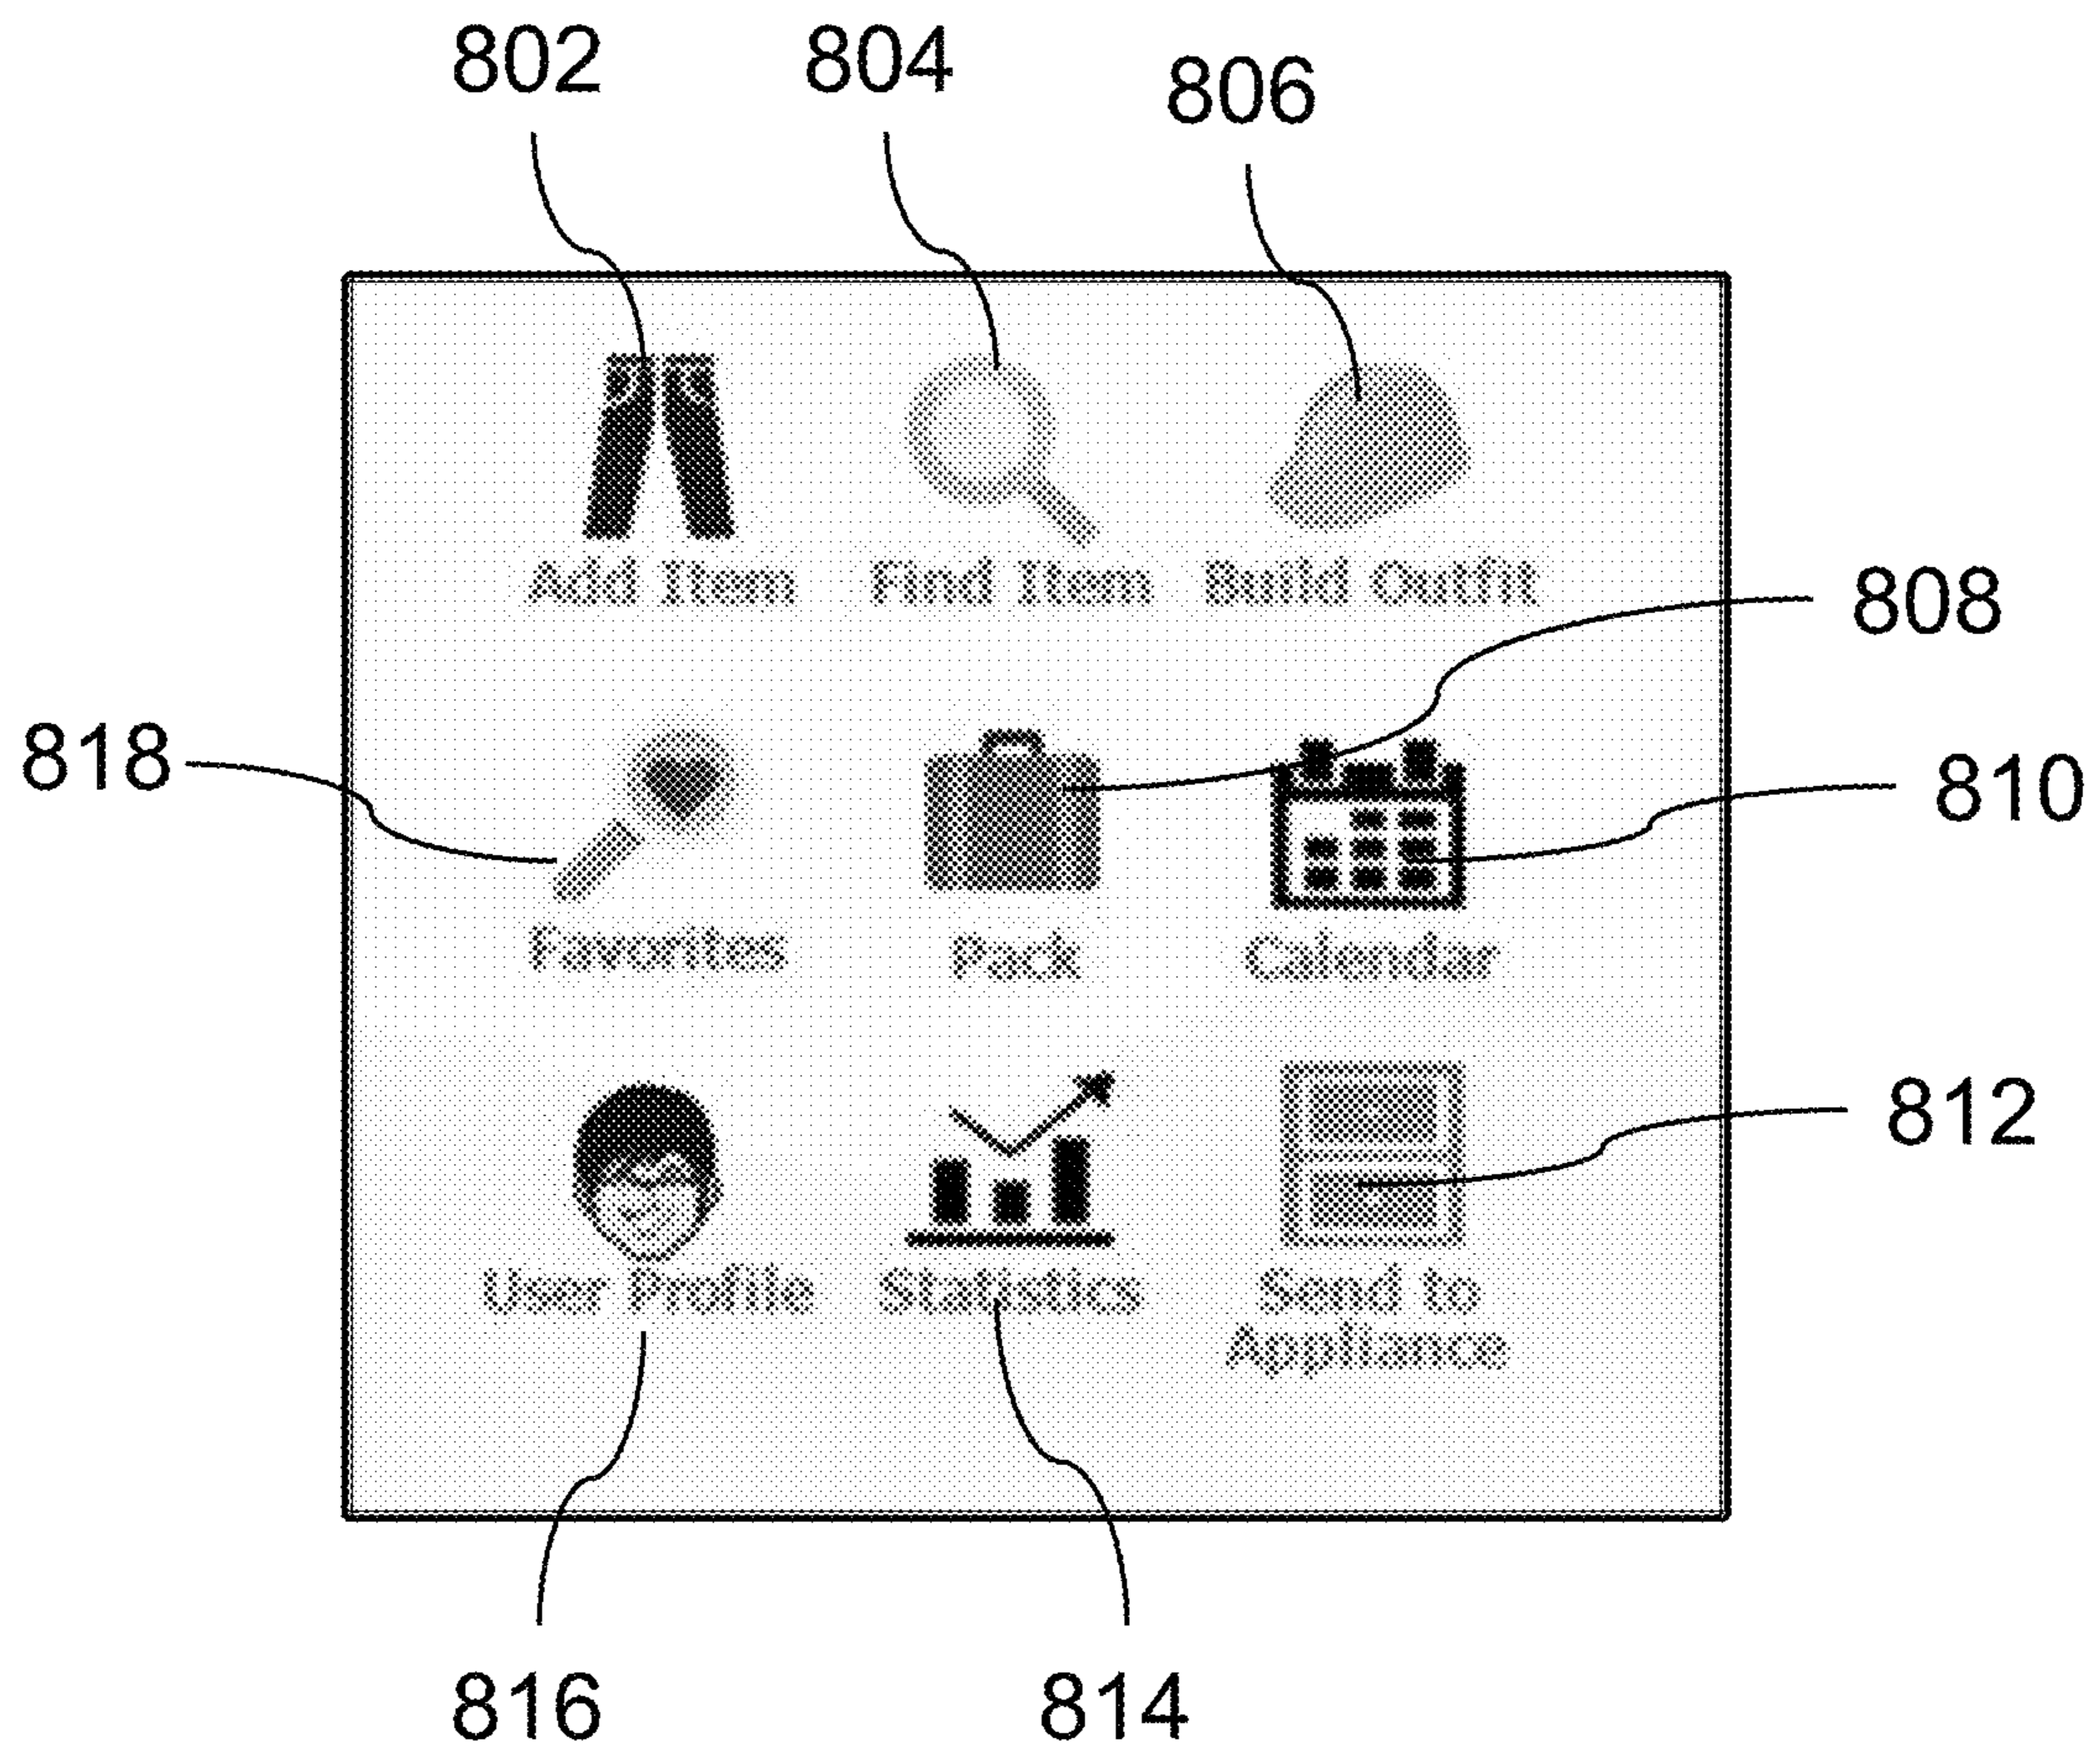 802
804
806
Add Item
Find Item
Build Outfit
808
818
810
Favorites
Pack
Calendar
812
User Profile
Statistics
Send to
Appliance
816
814